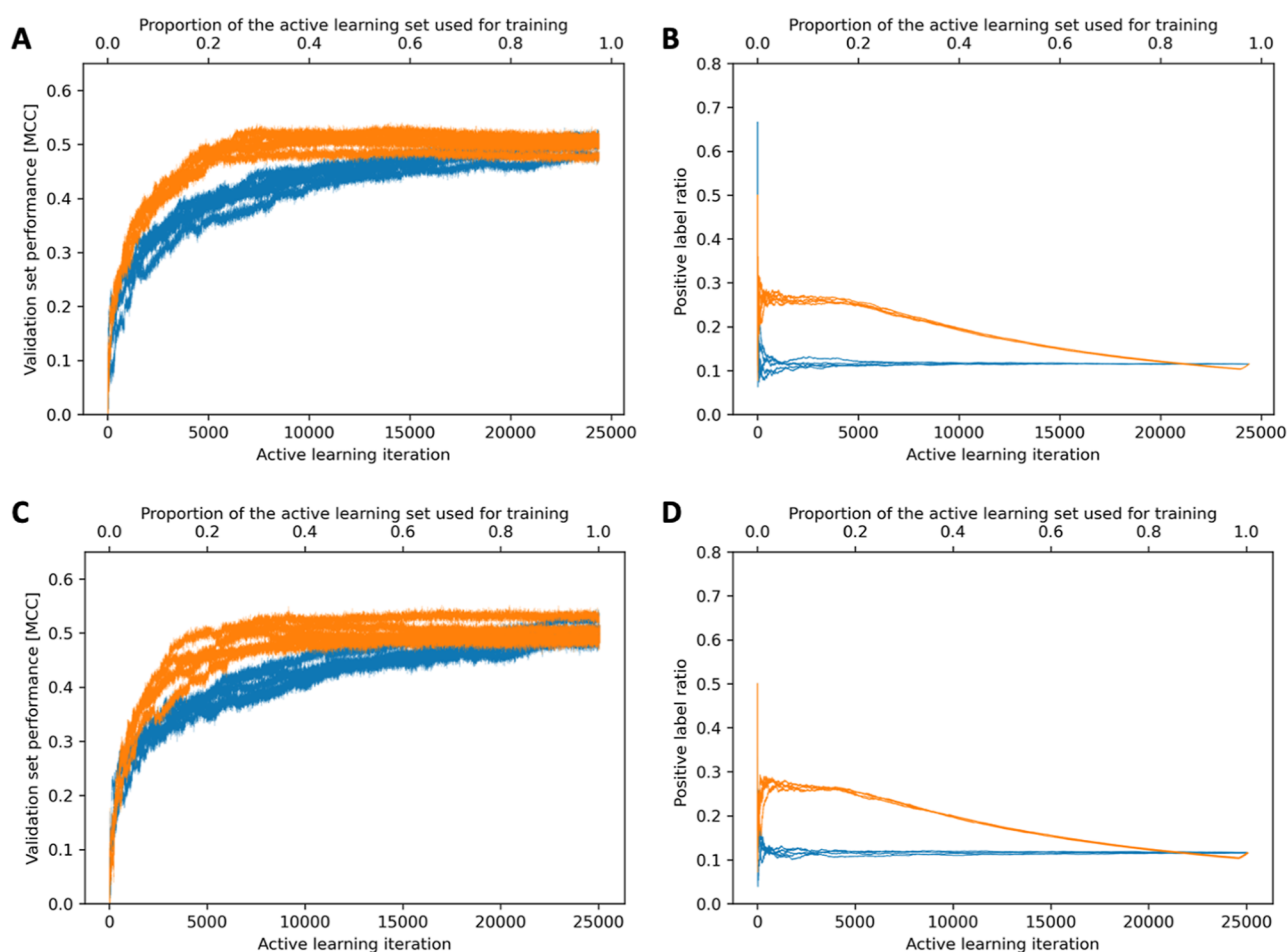 A
Proportion of the active learning set used for training
0.0 0.2 0.4 0.6 0.8 1.0
Validation set performance [MCC]
0.6
0.5
0.4
0.3
0.2
0.1
0.0
0 5000 10000 15000 20000 25000
Active learning iteration
B
Proportion of the active learning set used for training
0.0 0.2 0.4 0.6 0.8 1.0
Positive label ratio
0.8
0.7
0.6
0.5
0.4
0.3
0.2
0.1
0.0
0 5000 10000 15000 20000 25000
Active learning iteration
C
Proportion of the active learning set used for training
0.0 0.2 0.4 0.6 0.8 1.0
Validation set performance [MCC]
0.6
0.5
0.4
0.3
0.2
0.1
0.0
0 5000 10000 15000 20000 25000
Active learning iteration
D
Proportion of the active learning set used for training
0.0 0.2 0.4 0.6 0.8 1.0
Positive label ratio
0.8
0.7
0.6
0.5
0.4
0.3
0.2
0.1
0.0
0 5000 10000 15000 20000 25000
Active learning iteration